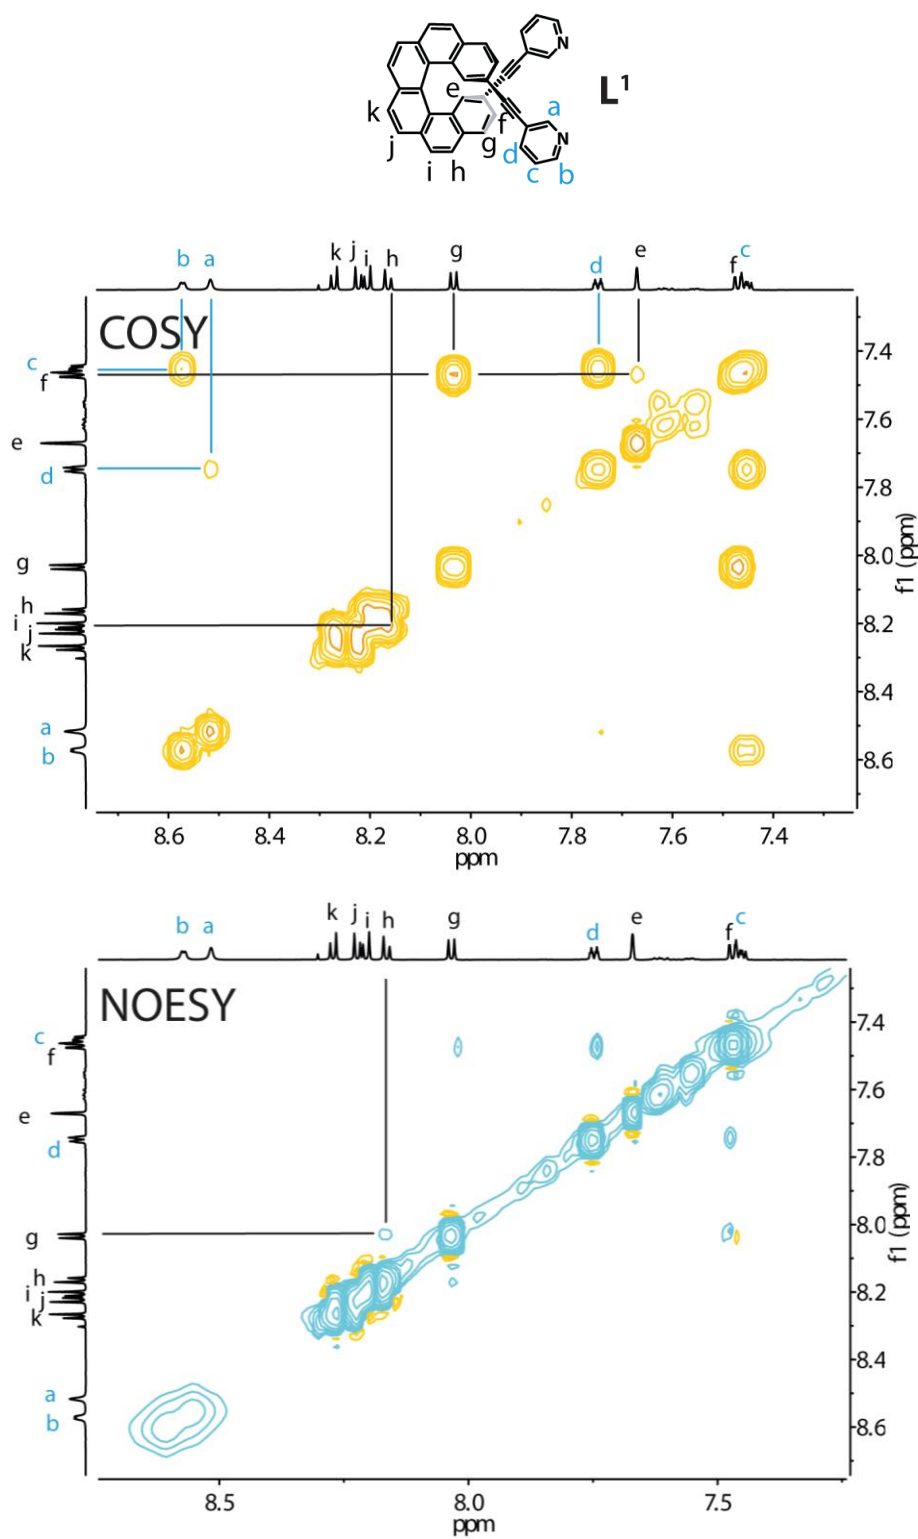 N
L1
k
e
f
a
N
j
g
d
i
h
c
b
b
a
k
j
i
h
g
d
e
f
c
COSY
c
f
e
d
g
h
i
j
k
a
b
7.4
7.6
7.8
8.0
8.2
8.4
8.6
f1 (ppm)
8.6
8.4
8.2
8.0
7.8
7.6
7.4
ppm
b
a
k
j
i
h
g
d
e
f
c
NOESY
c
f
e
d
g
h
i
j
k
a
b
7.4
7.6
7.8
8.0
8.2
8.4
8.6
f1 (ppm)
8.5
8.0
7.5
ppm